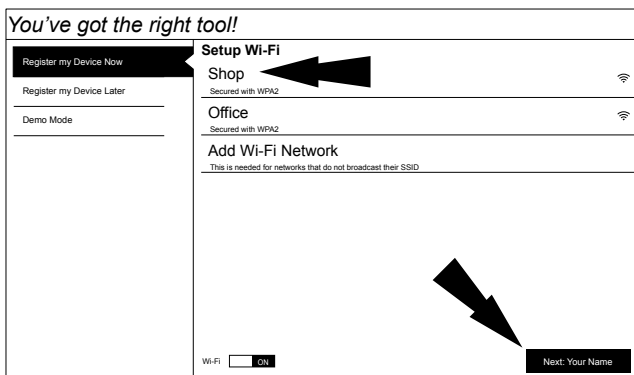 You've got the right tool!
Register my Device Now
Register my Device Later
Demo Mode
Setup Wi-Fi
Shop
Secured with WPA2
Office
Secured with WPA2
Add Wi-Fi Network
This is needed for networks that do not broadcast their SSID
Wi-Fi ON
Next: Your Name